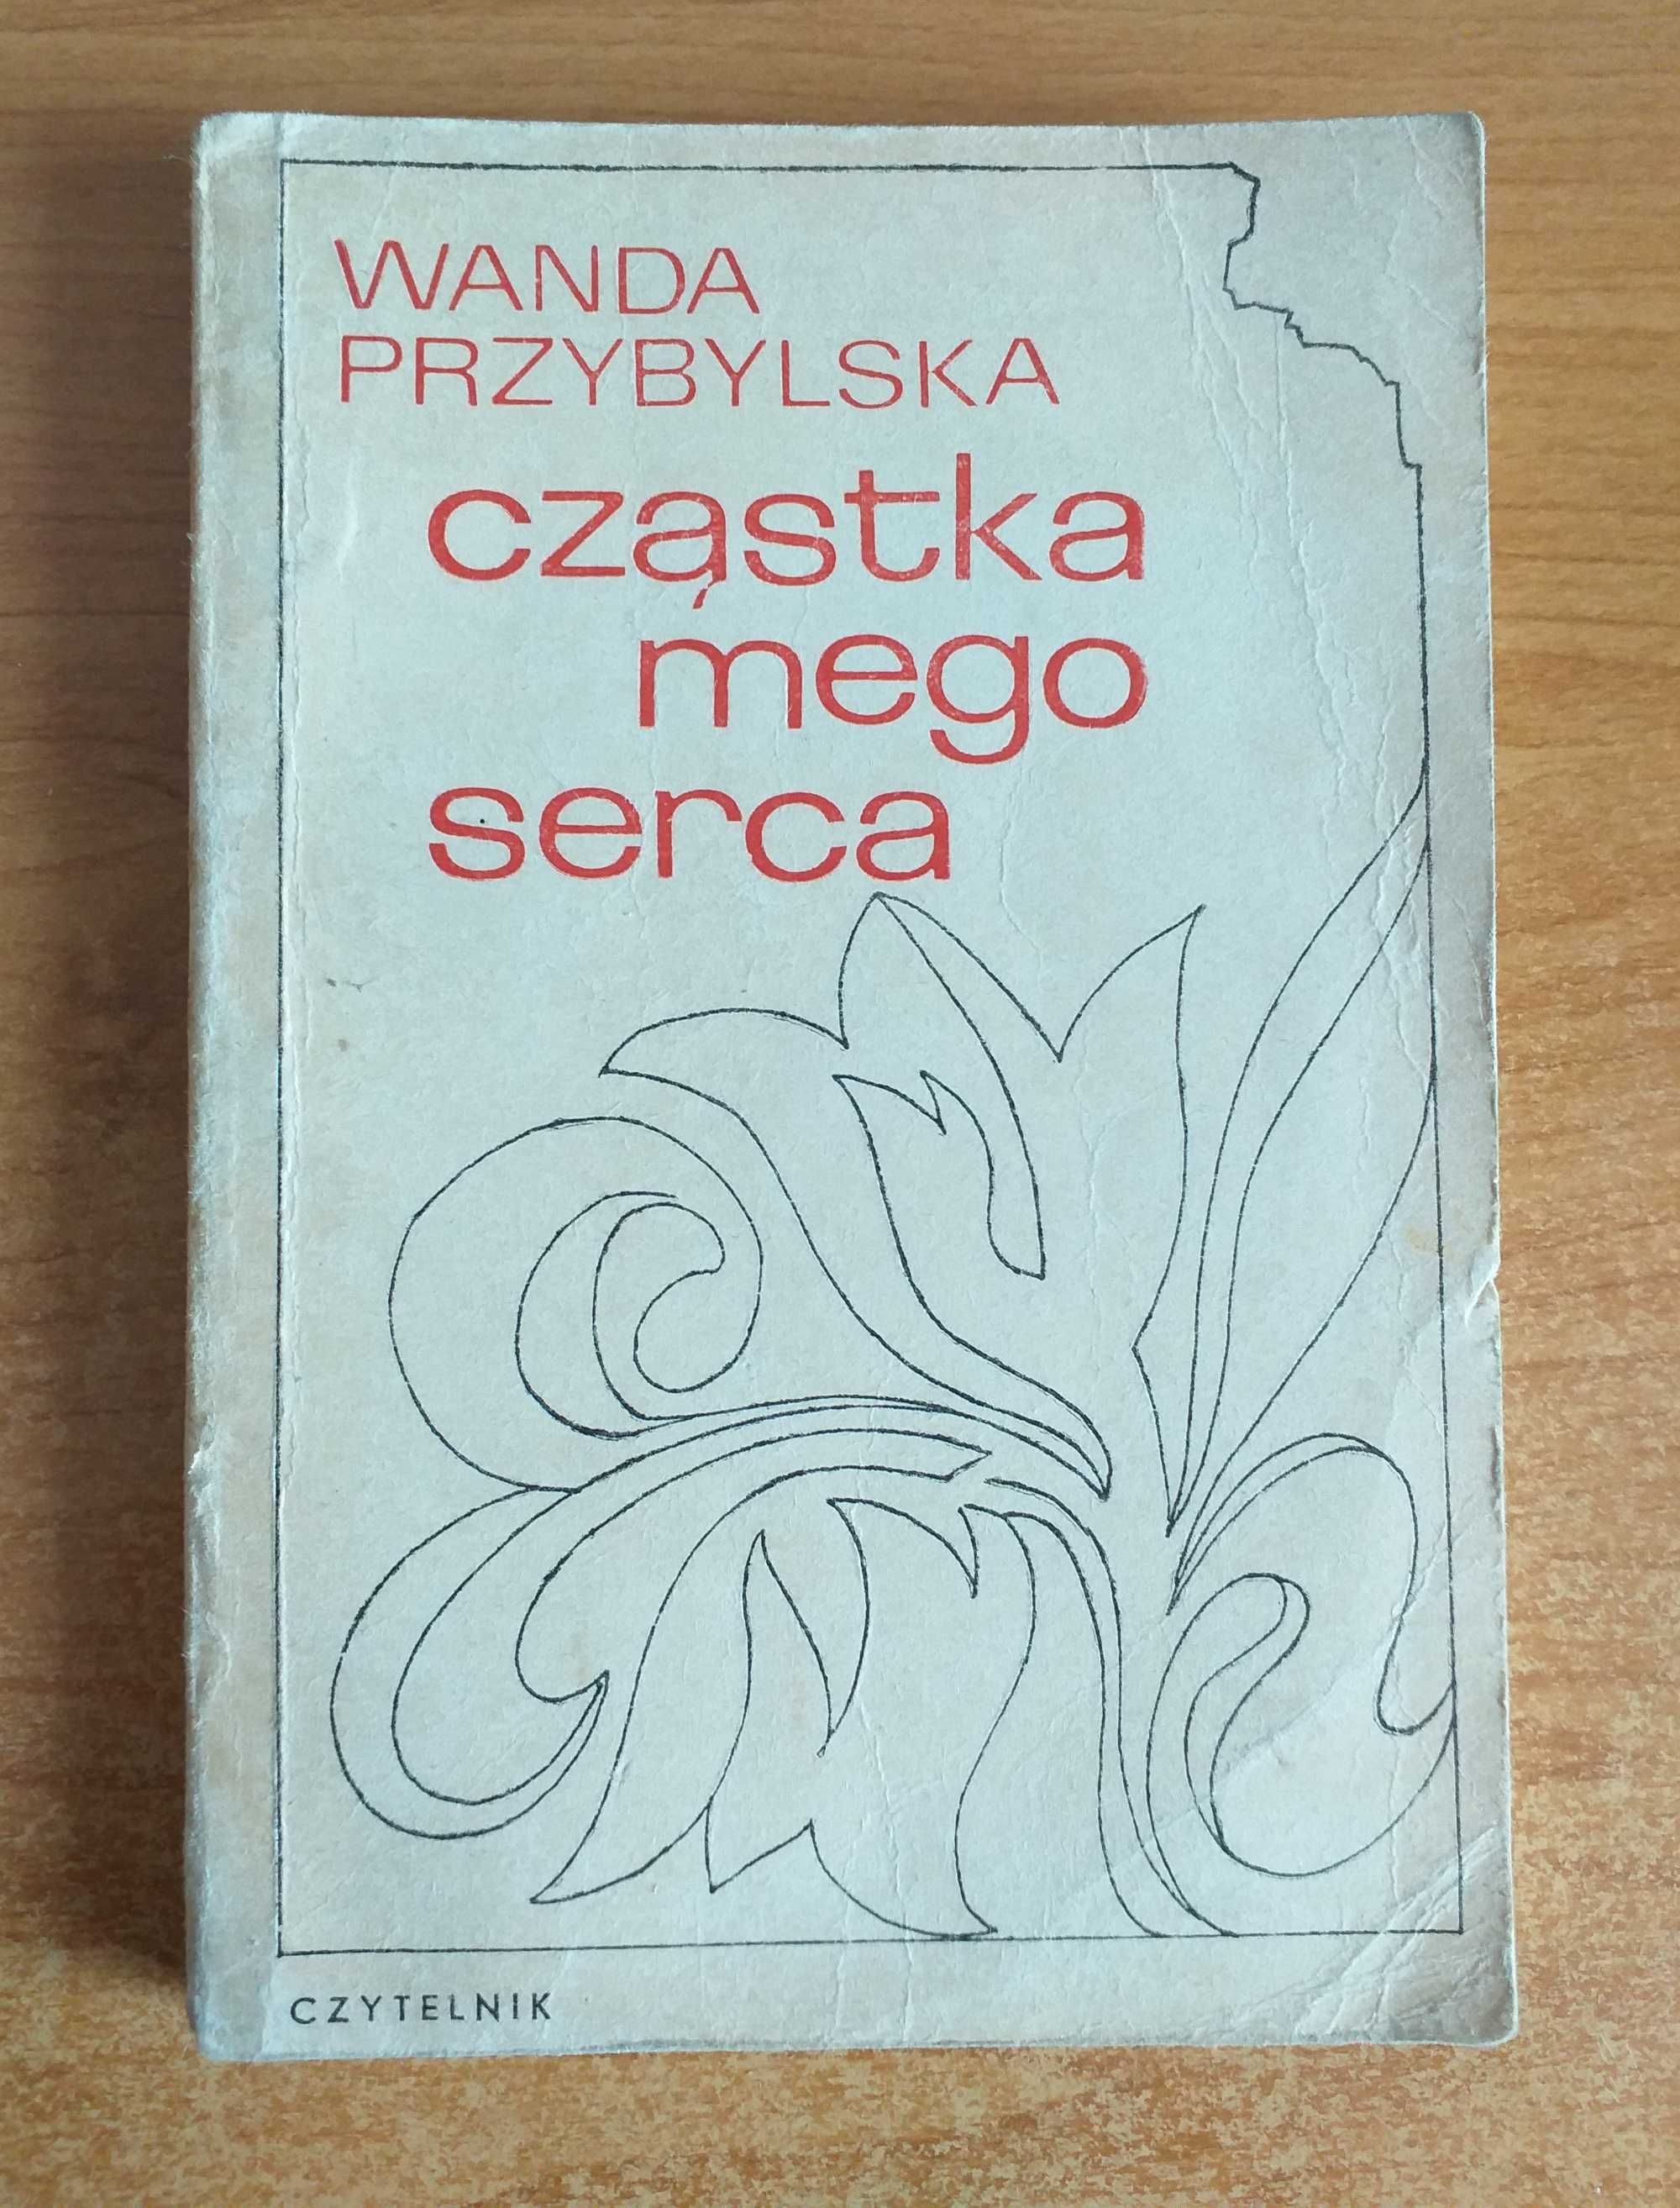 WANDA
PRZYBYLSKA
cząstka
mego
serca
CZYTELNIK